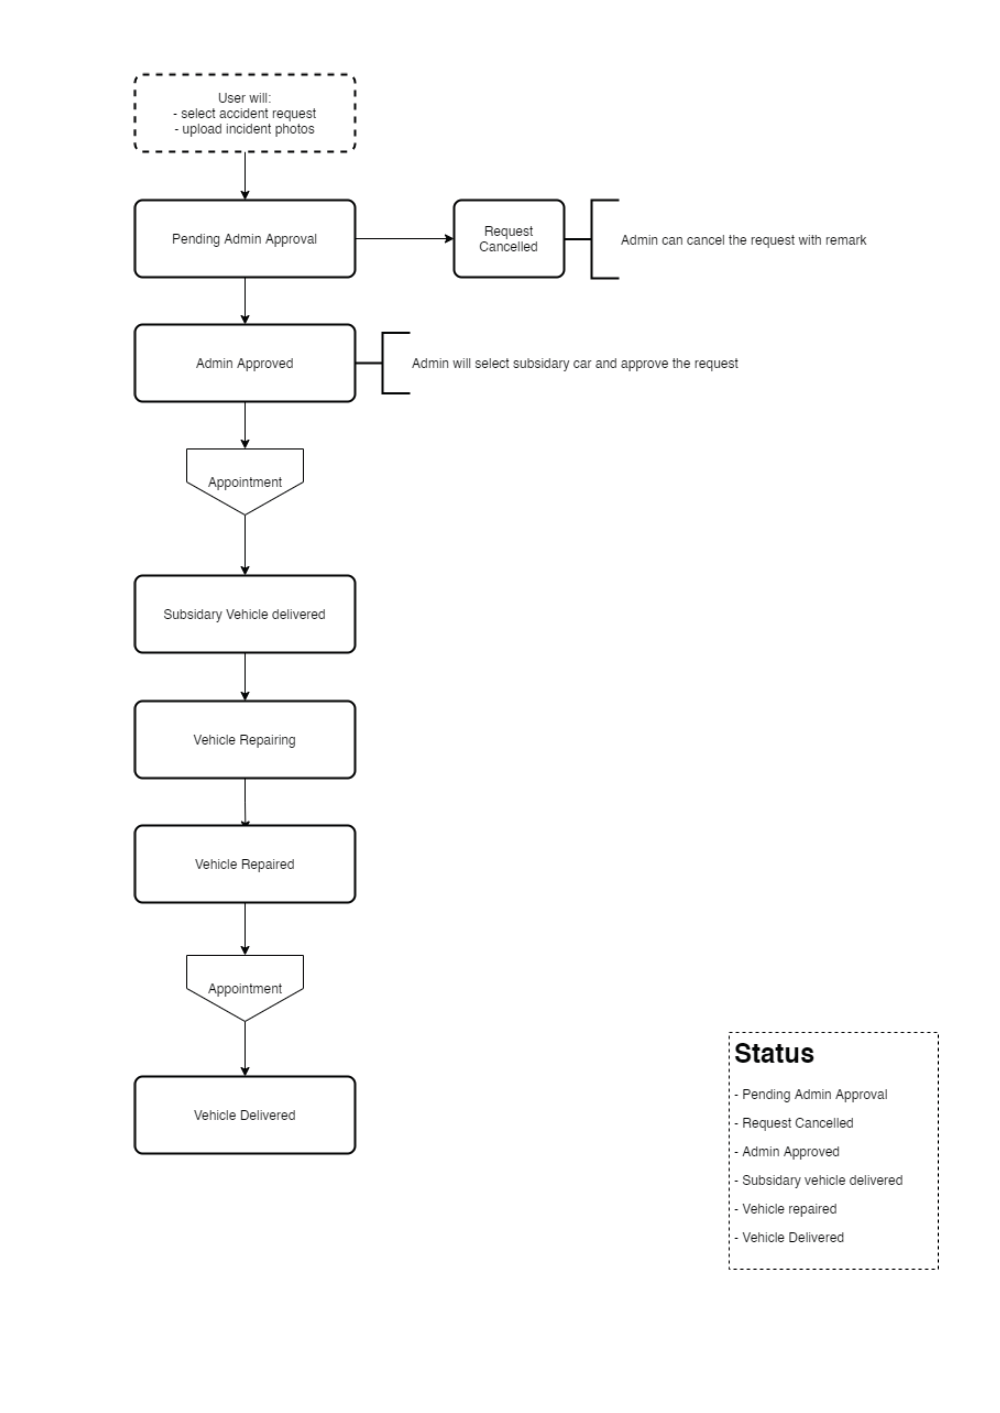 User will:
- select accident request
- upload incident photos
Pending Admin Approval
Request
Cancelled
Admin can cancel the request with remark
Admin Approved
Admin will select subsidary car and approve the request
Appointment
Subsidary Vehicle delivered
Vehicle Repairing
Vehicle Repaired
Appointment
Vehicle Delivered
Status
- Pending Admin Approval
- Request Cancelled
- Admin Approved
- Subsidary vehicle delivered
- Vehicle repaired
- Vehicle Delivered